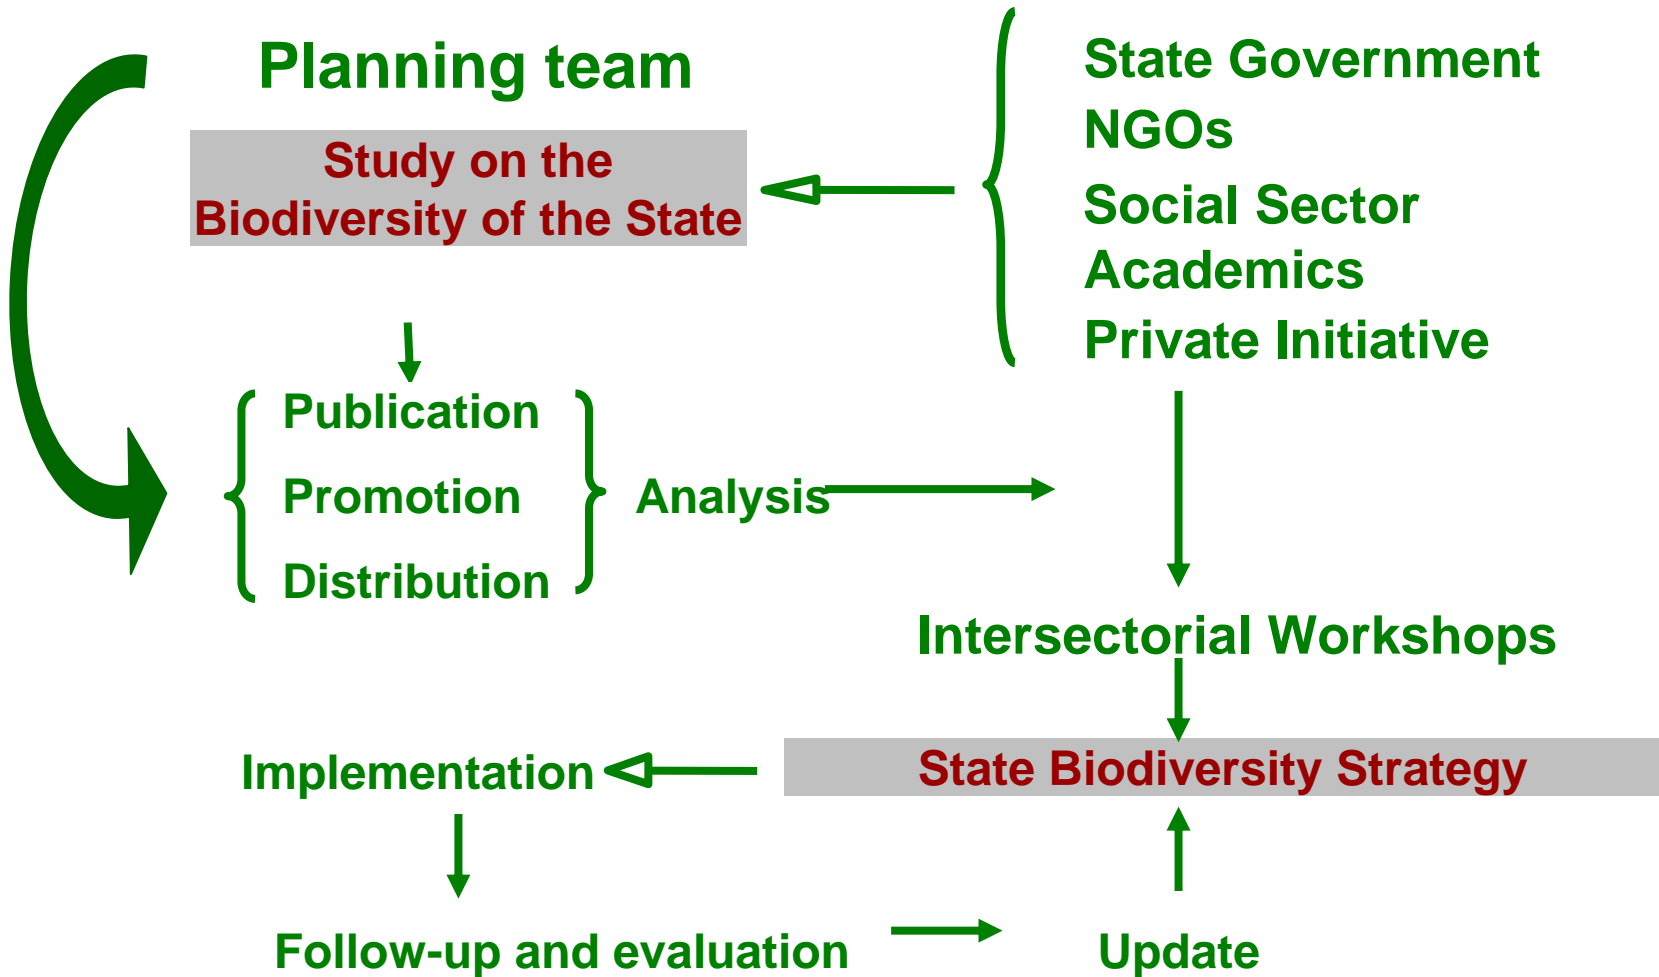 Planning team
Study on the
Biodiversity of the State
State Government
NGOs
Social Sector
Academics
Private Initiative
Publication
Promotion
Distribution
Analysis
Intersectorial Workshops
State Biodiversity Strategy
Implementation
Follow-up and evaluation
Update